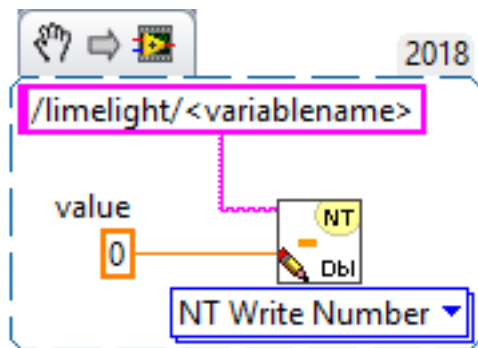 2018
/limelight/<variablename>
value
0
NT
Dbl
NT Write Number